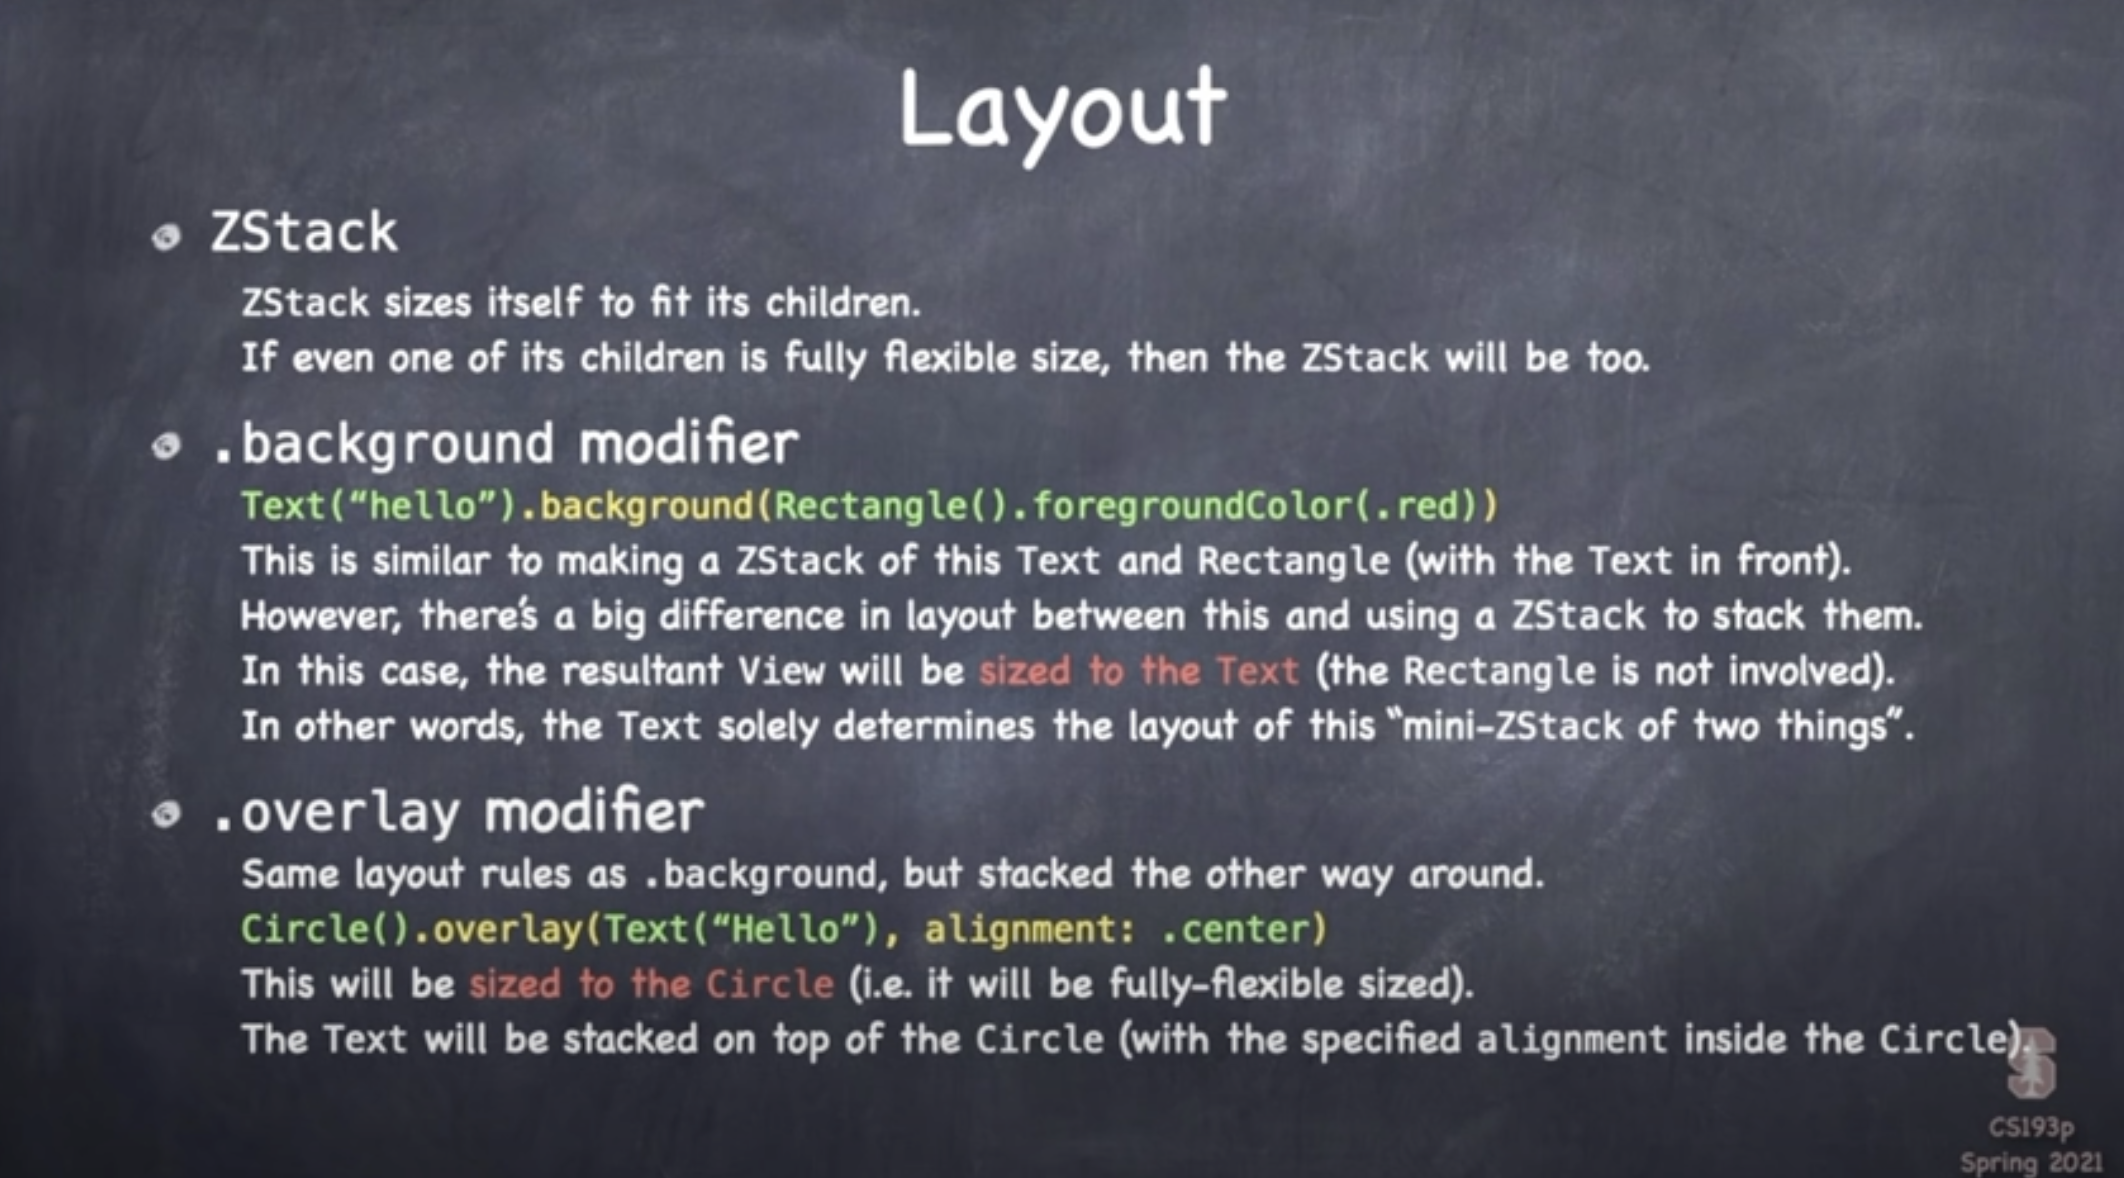 Layout
ZStack
ZStack sizes itself to fit its children.
If even one of its children is fully flexible size, then the ZStack will be too.
.background modifier
Text(“hello”).background(Rectangle().foregroundColor(.red))
This is similar to making a ZStack of this Text and Rectangle (with the Text in front).
However, there's a big difference in layout between this and using a ZStack to stack them.
In this case, the resultant View will be sized to the Text (the Rectangle is not involved).
In other words, the Text solely determines the layout of this “mini-ZStack of two things”.
.overlay modifier
Same layout rules as .background, but stacked the other way around.
Circle().overlay(Text(“Hello”), alignment: .center)
This will be sized to the Circle (i.e. it will be fully-flexible sized).
The Text will be stacked on top of the Circle (with the specified alignment inside the Circle).
S
CS193p
Spring 2021